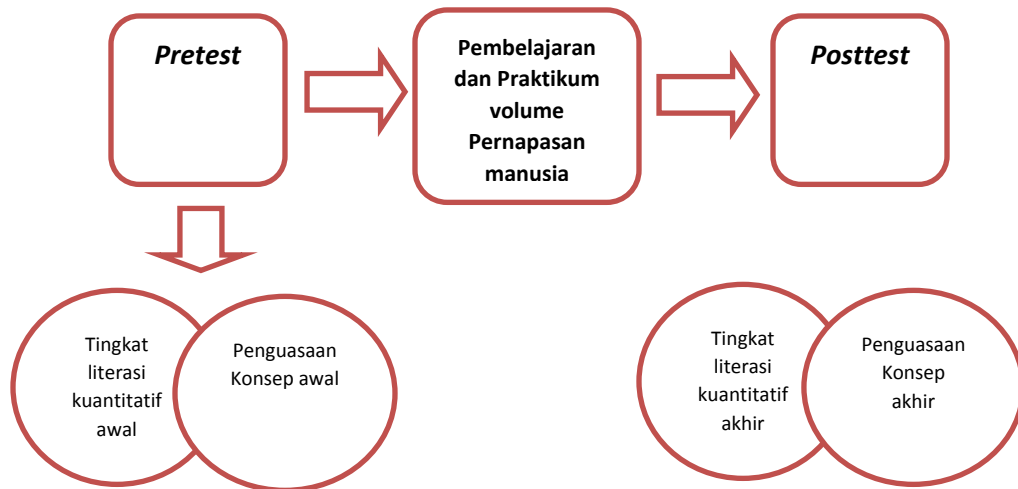 Pretest
Pembelajaran
dan Praktikum
volume
Pernapasan
manusia
Posttest
Tingkat
literasi
kuantitatif
awal
Penguasaan
Konsep awal
Tingkat
literasi
kuantitatif
akhir
Penguasaan
Konsep
akhir